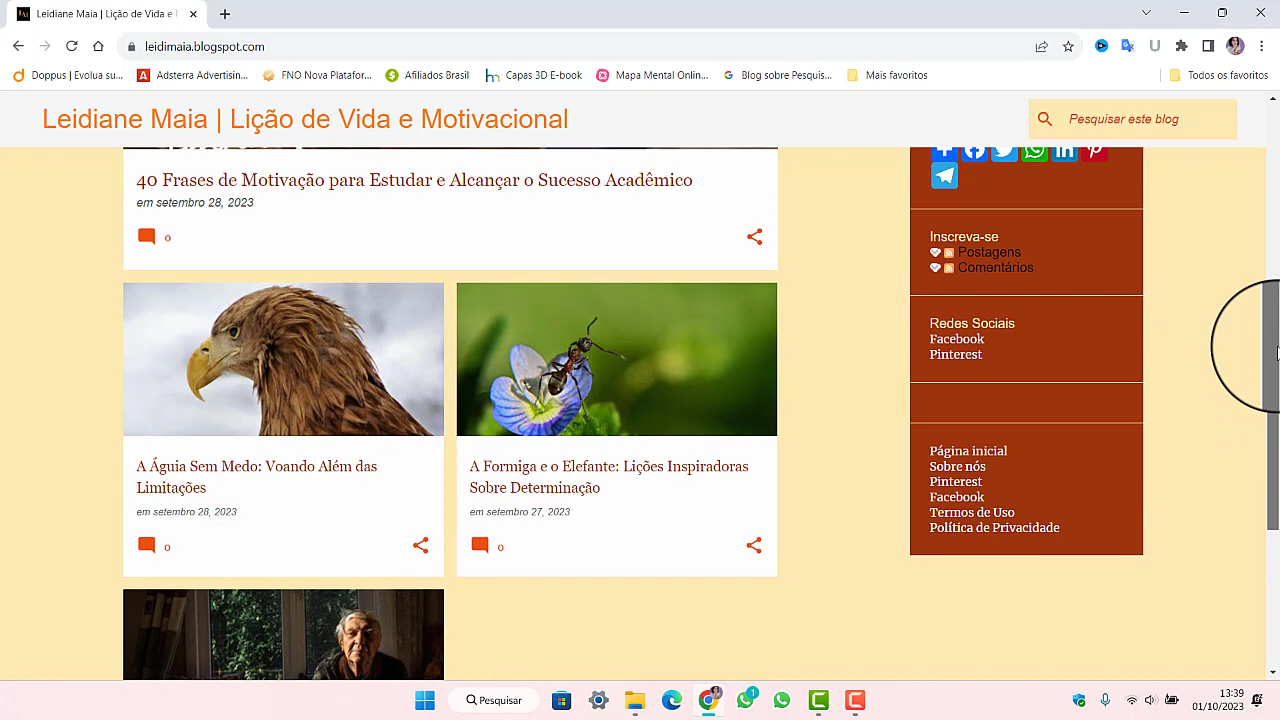 Leidiane Maia | Lição de Vida e
leidimaia.blogspot.com
Doppus | Evolua su...
Adsterra Advertisin...
FNO Nova Platafor...
Afiliados Brasil
Capas 3D E-book
Mapa Mental Onlin...
Blog sobre Pesquis...
Mais favoritos
Todos os favoritos
Leidiane Maia | Lição de Vida e Motivacional
Pesquisar este blog
40 Frases de Motivação para Estudar e Alcançar o Sucesso Acadêmico
em setembro 28, 2023
0
A Águia Sem Medo: Voando Além das
Limitações
em setembro 28, 2023
0
A Formiga e o Elefante: Lições Inspiradoras
Sobre Determinação
em setembro 27, 2023
0
Inscreva-se
Postagens
Comentários
Redes Sociais
Facebook
Pinterest
Página inicial
Sobre nós
Pinterest
Facebook
Termos de Uso
Política de Privacidade
Pesquisar
1
13:39
01/10/2023